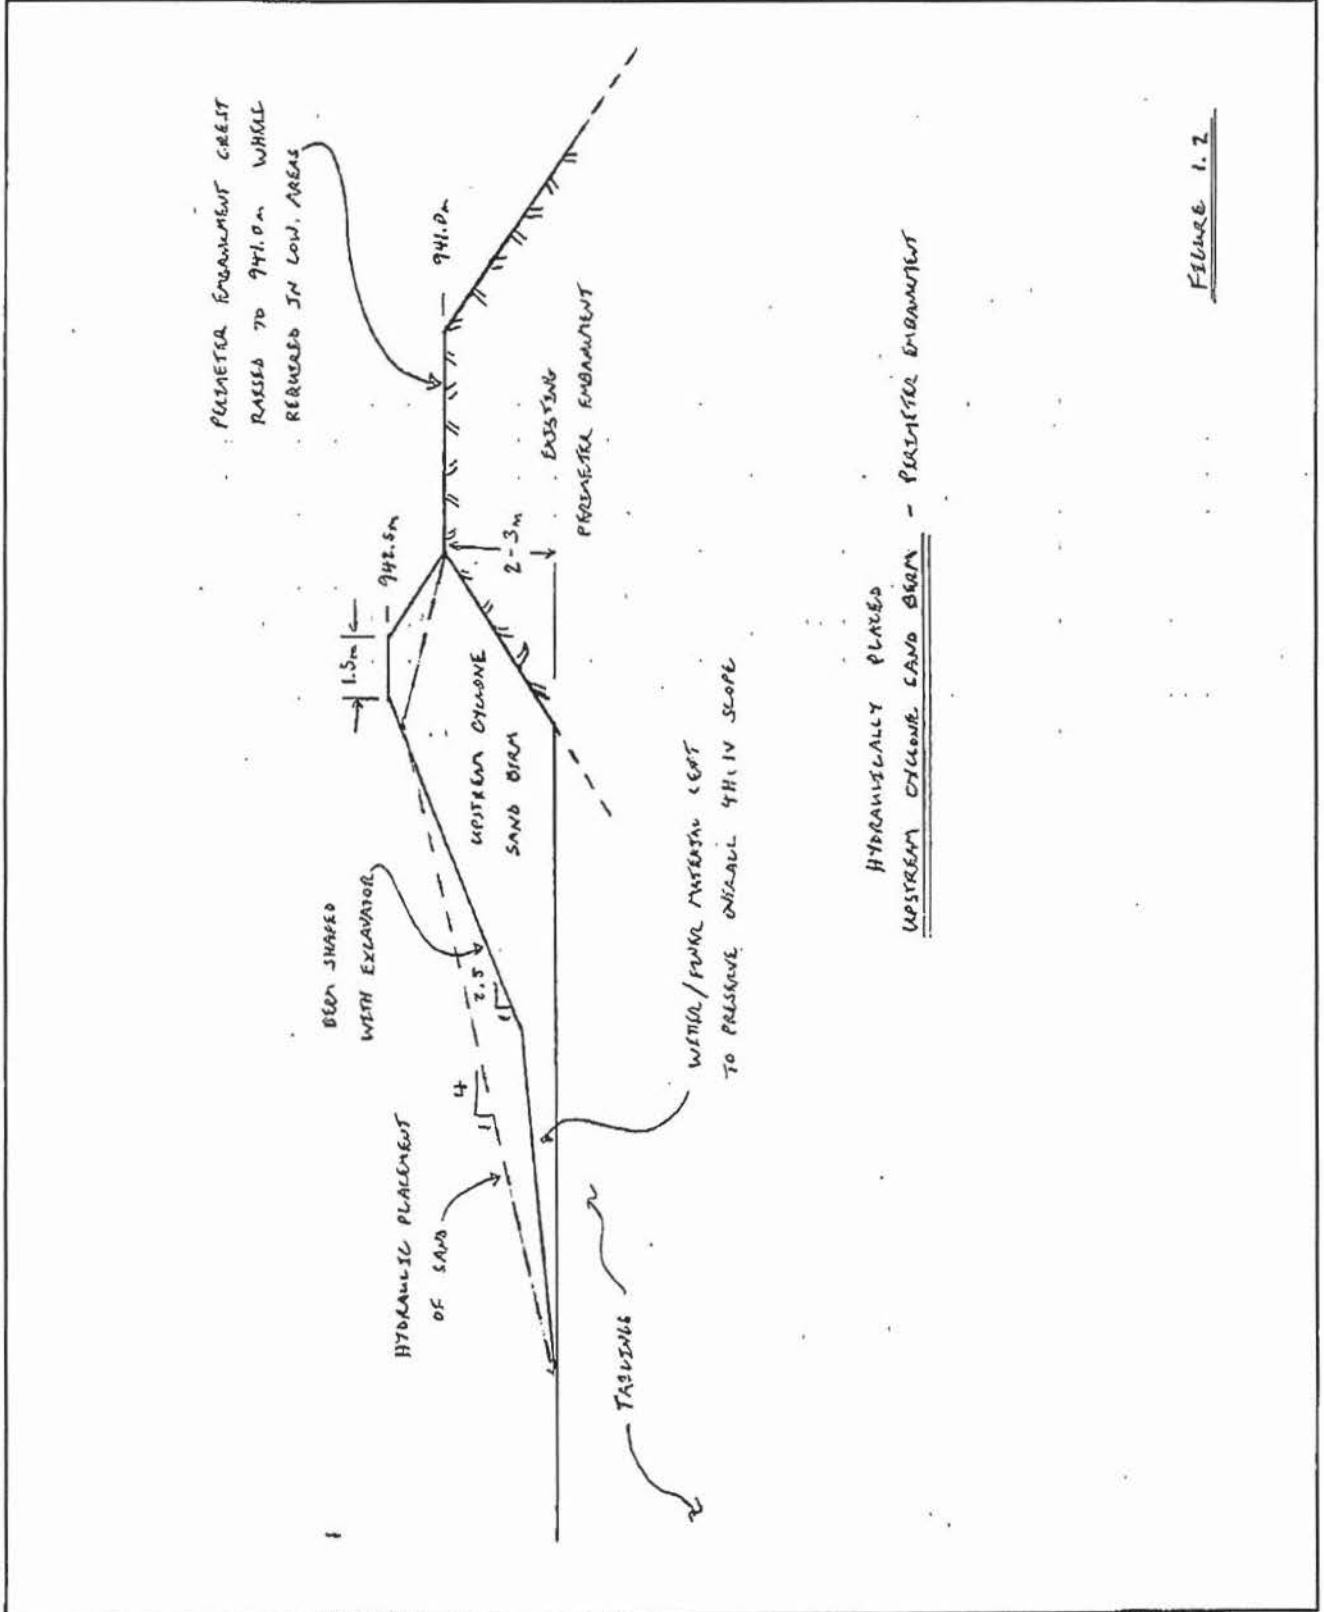 PERIMETER EMBANKMENT CREST
RAISED TO 941.0m WHERE
REQUIRED IN LOW AREAS
941.0m
942.5m
1.5m
2-3m
EXISTING
PERIMETER EMBANKMENT
UPSTREAM CYCLONE
SAND BERM
BERM SHAPED
WITH EXCAVATOR
2.5
1
4
1
HYDRAULIC PLACEMENT
OF SAND
WETTER/FINER MATERIAL LEFT
TO PRESERVE OVERALL 4H:1V SLOPE
TAILINGS
HYDRAULICALLY PLACED
UPSTREAM CYCLONE SAND BERM - PERIMETER EMBANKMENT
FIGURE 1.2